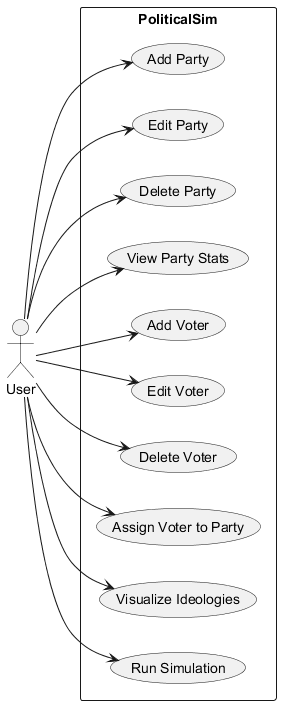 PoliticalSim
Add Party
Edit Party
Delete Party
View Party Stats
Add Voter
User
Edit Voter
Delete Voter
Assign Voter to Party
Visualize Ideologies
Run Simulation